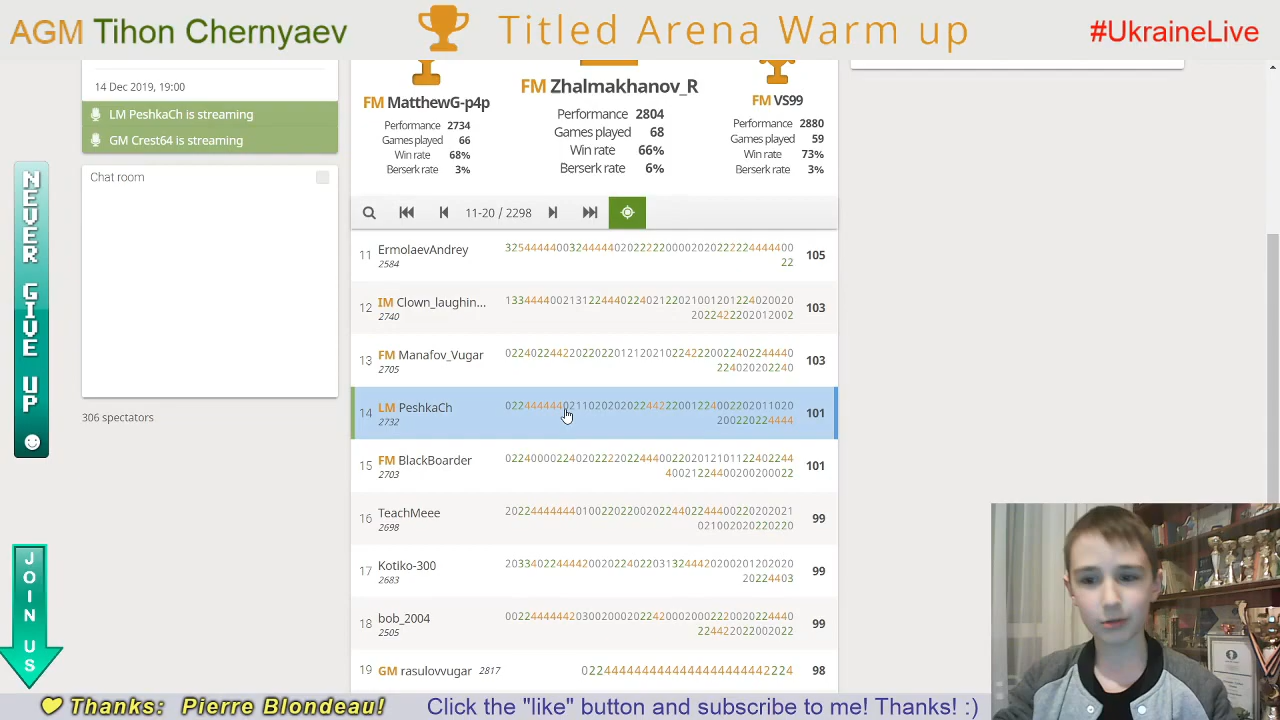 AGM Tihon Chernyaev
Titled Arena Warm up
#UkraineLive
14 Dec 2019, 19:00
LM PeshkaCh is streaming
GM Crest64 is streaming
Chat room
306 spectators
NEVER GIVE UP
JOIN US
FM MatthewG-p4p
Performance 2734
Games played 66
Win rate 68%
Berserk rate 3%
FM Zhalmakhanov_R
Performance 2804
Games played 68
Win rate 66%
Berserk rate 6%
FM VS99
Performance 2880
Games played 59
Win rate 73%
Berserk rate 3%
11-20 / 2298
11 ErmolaevAndrey 105
2584
22
12 IM Clown_laughin... 103
2740
20224222202012002
13 FM Manafov_Vugar 103
2705
224020202240
14 LM PeshkaCh 101
2732
200220224444
15 FM BlackBoarder 101
2703
16 TeachMeee 99
2698
17 Kotiko-300 99
2683
20224403
18 bob_2004 99
2505
19 GM rasulovvugar 2817 98
Thanks: Pierre Blondeau!
Click the "like" button and subscribe to me! Thanks! :)